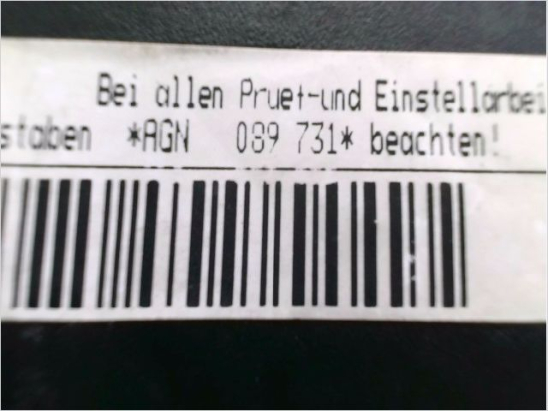 Bei allen Pruef-und Einstellarbei
staben *AGN 089 731* beachten!